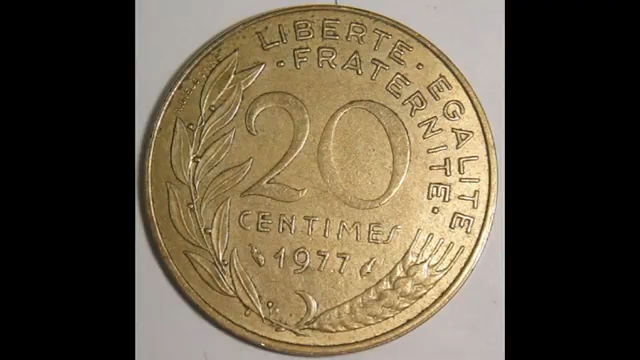 LIBERTE · EGALITE
· FRATERNITE ·
20
CENTIMES
1977